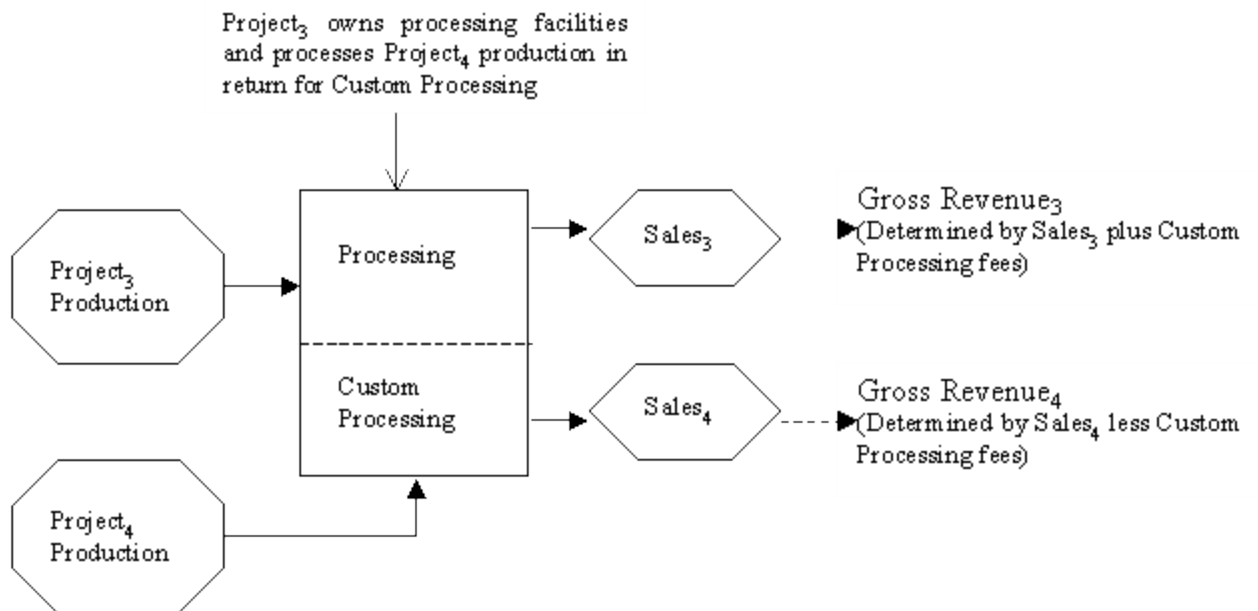 Project₃ owns processing facilities
and processes Project₄ production in
return for Custom Processing
Project₃
Production
Processing
Custom
Processing
Sales₃
Gross Revenue₃
(Determined by Sales₃ plus Custom
Processing fees)
Sales₄
Gross Revenue₄
(Determined by Sales₄ less Custom
Processing fees)
Project₄
Production